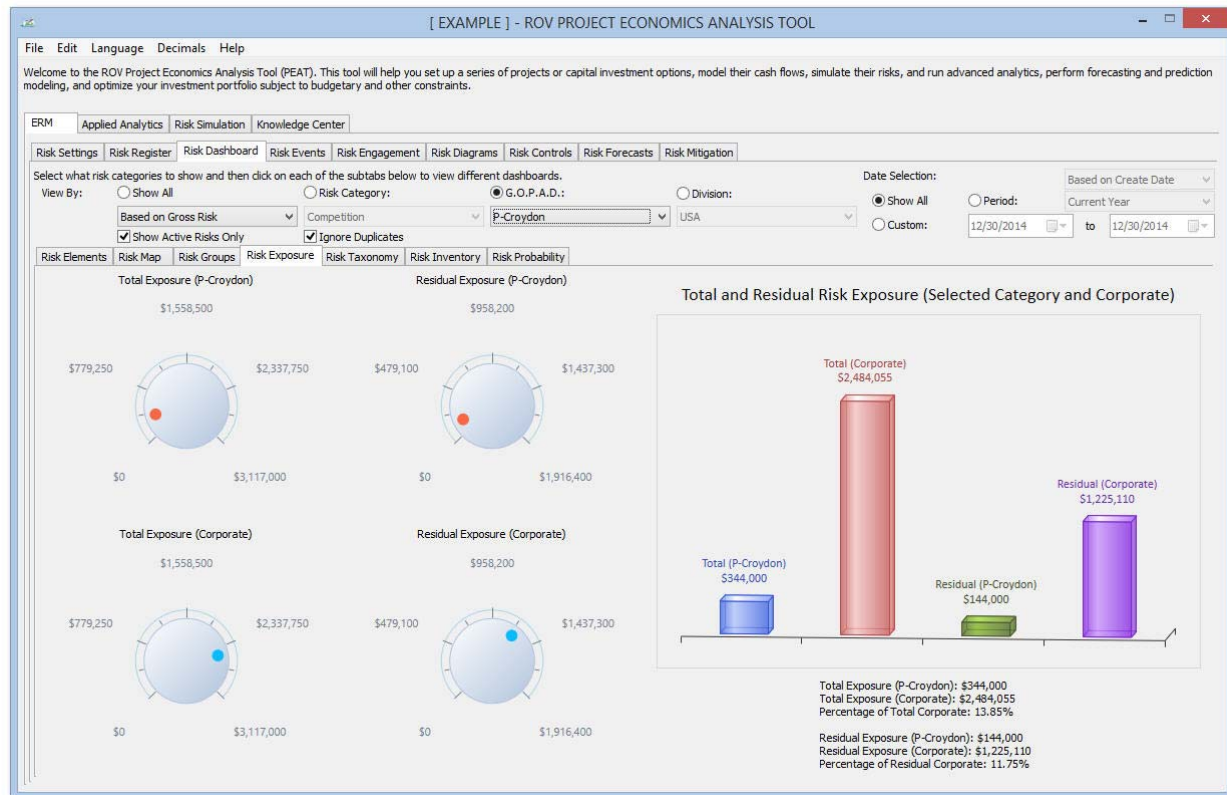 [ EXAMPLE ] - ROV PROJECT ECONOMICS ANALYSIS TOOL
File Edit Language Decimals Help
Welcome to the ROV Project Economics Analysis Tool (PEAT). This tool will help you set up a series of projects or capital investment options, model their cash flows, simulate their risks, and run advanced analytics, perform forecasting and prediction
modeling, and optimize your investment portfolio subject to budgetary and other constraints.
ERM Applied Analytics Risk Simulation Knowledge Center
Risk Settings Risk Register Risk Dashboard Risk Events Risk Engagement Risk Diagrams Risk Controls Risk Forecasts Risk Mitigation
Select what risk categories to show and then click on each of the subtabs below to view different dashboards.
View By: Show All Risk Category: G.O.P.A.D.: Division:
Based on Gross Risk Competition P-Croydon USA
Show Active Risks Only Ignore Duplicates
Date Selection: Based on Create Date
Show All Period: Current Year
Custom: 12/30/2014 to 12/30/2014
Risk Elements Risk Map Risk Groups Risk Exposure Risk Taxonomy Risk Inventory Risk Probability
Total Exposure (P-Croydon)
$1,558,500
$779,250 $2,337,750
$0 $3,117,000
Residual Exposure (P-Croydon)
$958,200
$479,100 $1,437,300
$0 $1,916,400
Total Exposure (Corporate)
$1,558,500
$779,250 $2,337,750
$0 $3,117,000
Residual Exposure (Corporate)
$958,200
$479,100 $1,437,300
$0 $1,916,400
Total and Residual Risk Exposure (Selected Category and Corporate)
Total (P-Croydon)
$344,000
Total (Corporate)
$2,484,055
Residual (P-Croydon)
$144,000
Residual (Corporate)
$1,225,110
Total Exposure (P-Croydon): $344,000
Total Exposure (Corporate): $2,484,055
Percentage of Total Corporate: 13.85%
Residual Exposure (P-Croydon): $144,000
Residual Exposure (Corporate): $1,225,110
Percentage of Residual Corporate: 11.75%